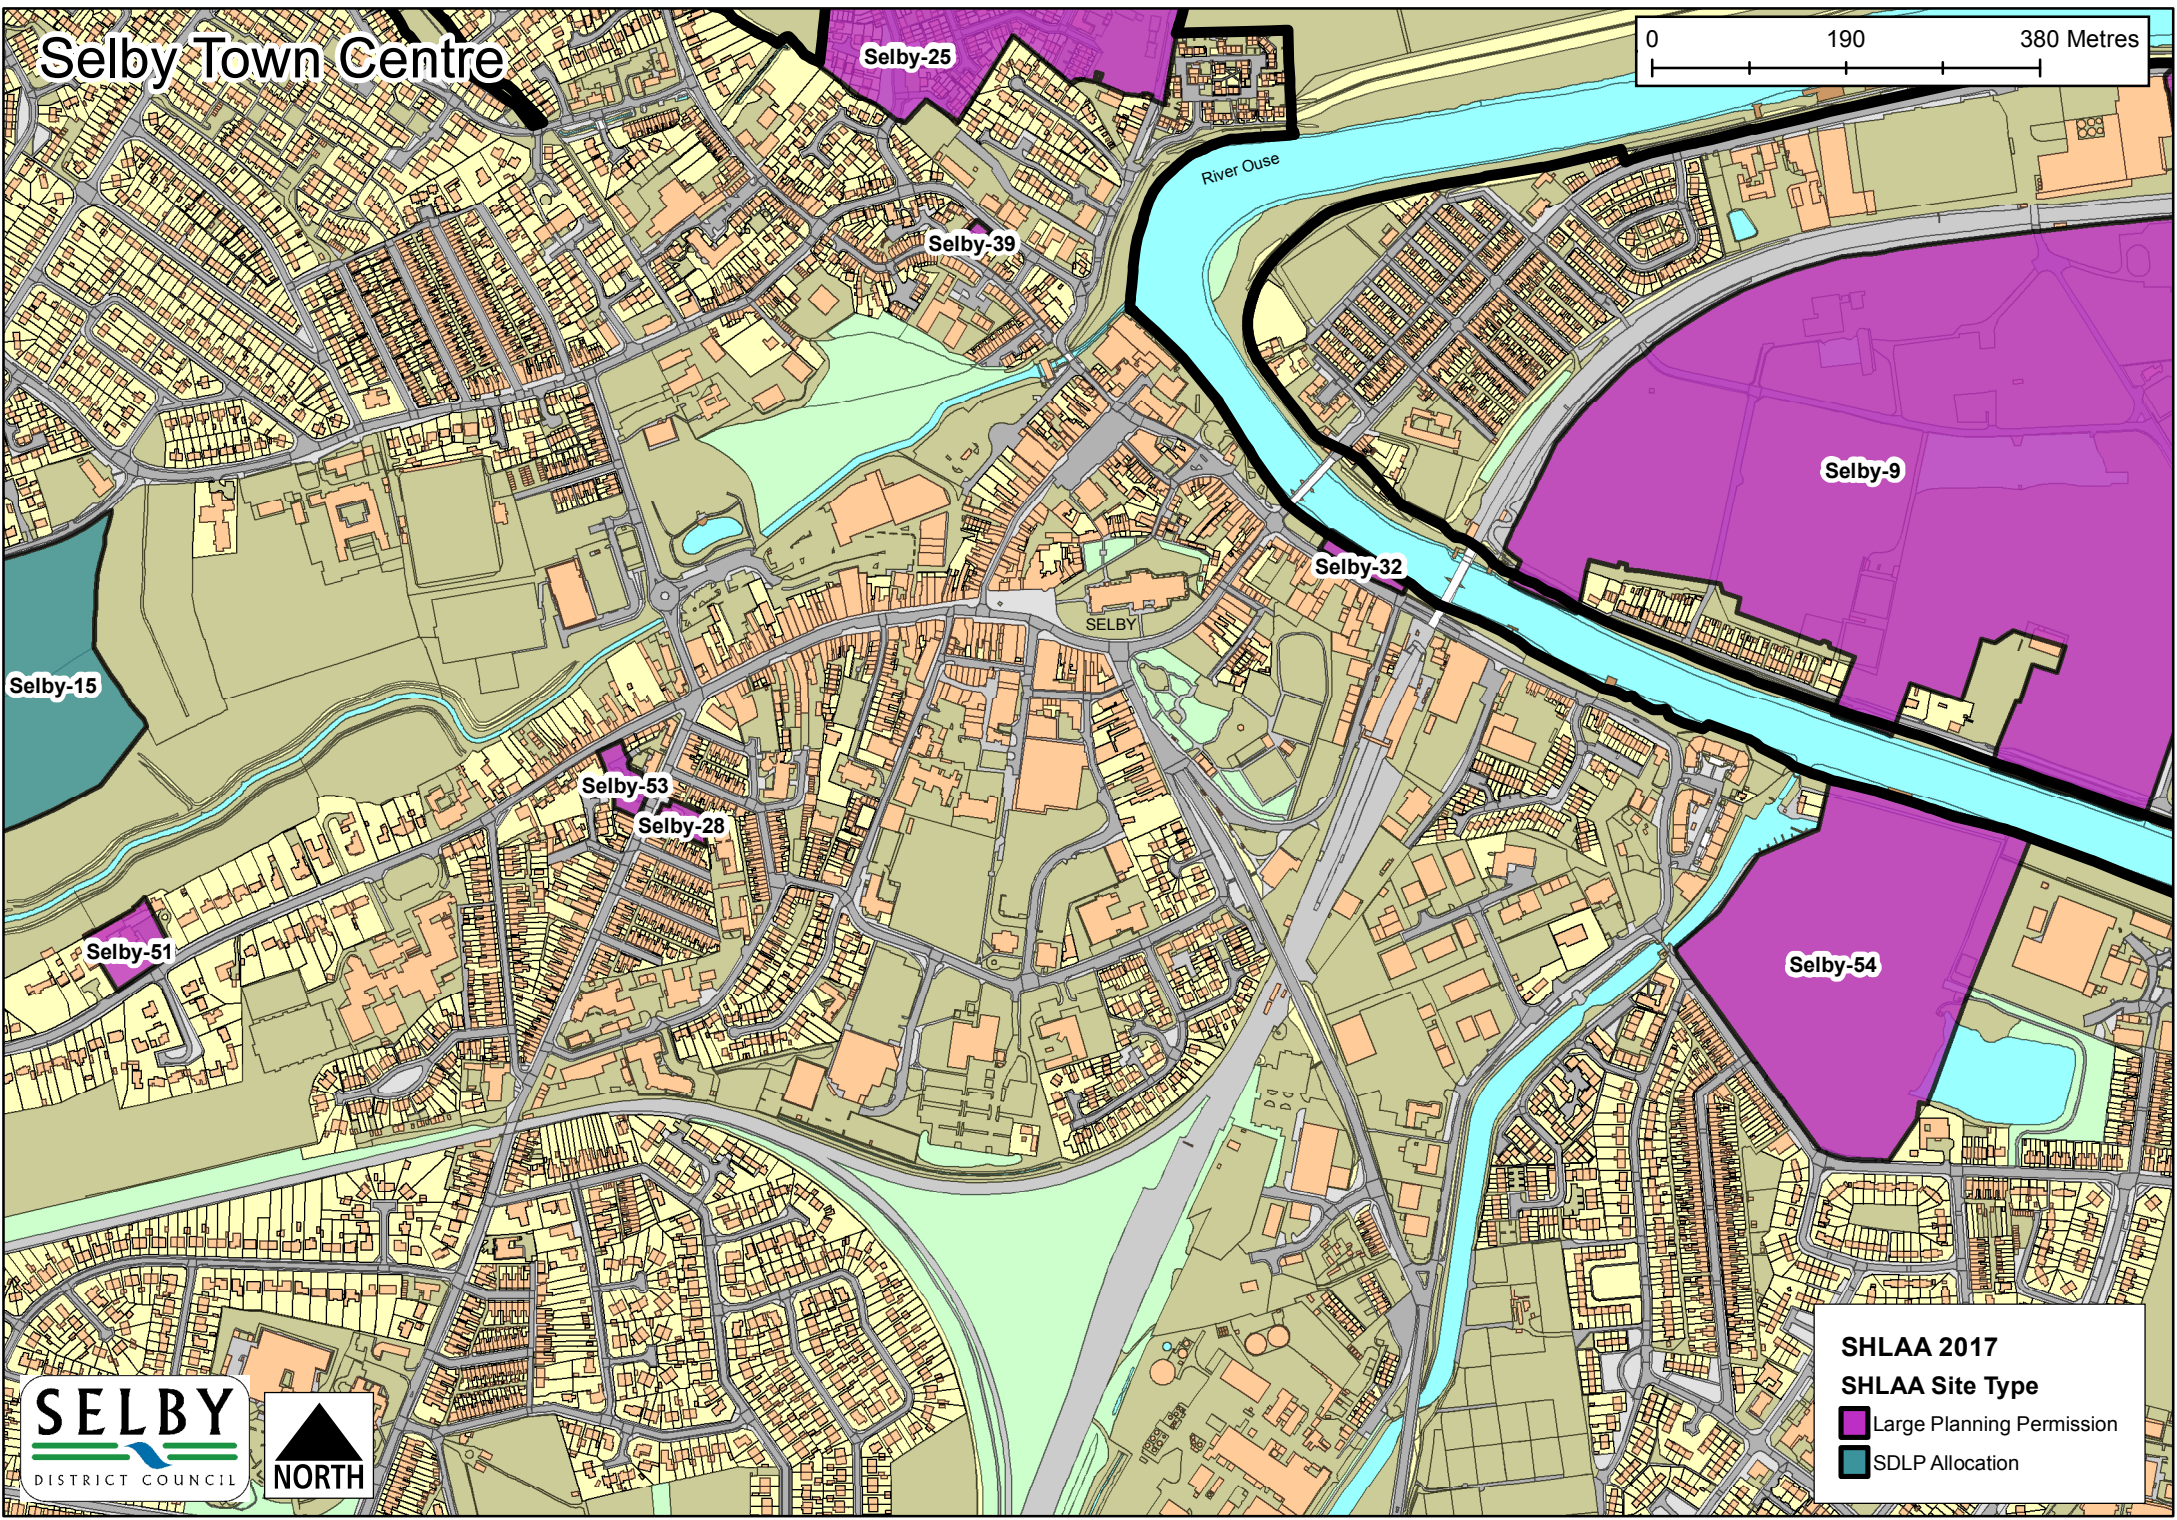 Selby Town Centre
0 190 380 Metres
Selby-25
River Ouse
Selby-39
Selby-9
Selby-32
SELBY
Selby-15
Selby-53
Selby-28
Selby-51
Selby-54
SHLAA 2017
SHLAA Site Type
Large Planning Permission
SDLP Allocation
SELBY
DISTRICT COUNCIL
NORTH